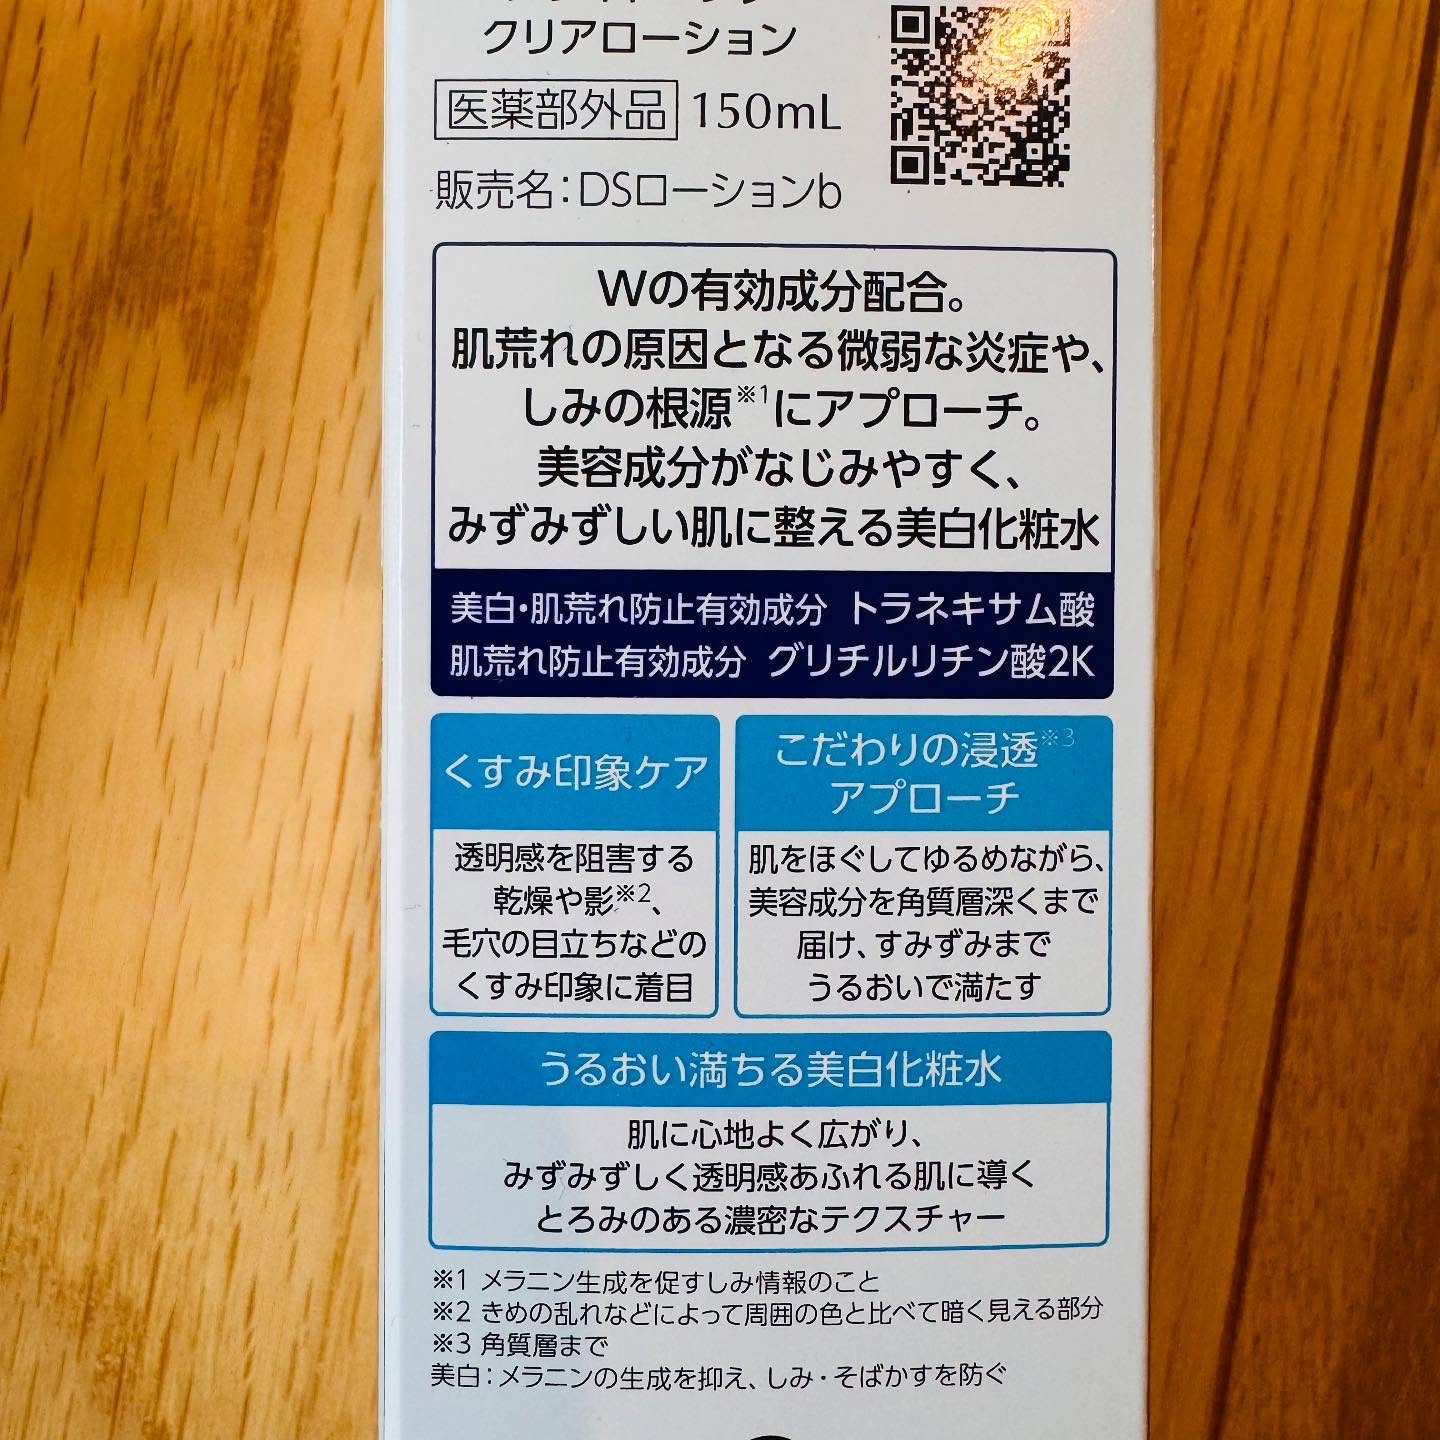 クリアローション
医薬部外品 150mL
販売名：DSローションb
Wの有効成分配合。
肌荒れの原因となる微弱な炎症や、
しみの根源※1にアプローチ。
美容成分がなじみやすく、
みずみずしい肌に整える美白化粧水
美白・肌荒れ防止有効成分 トラネキサム酸
肌荒れ防止有効成分 グリチルリチン酸2K
くすみ印象ケア
透明感を阻害する
乾燥や影※2、
毛穴の目立ちなどの
くすみ印象に着目
こだわりの浸透※3
アプローチ
肌をほぐしてゆるめながら、
美容成分を角質層深くまで
届け、すみずみまで
うるおいで満たす
うるおい満ちる美白化粧水
肌に心地よく広がり、
みずみずしく透明感あふれる肌に導く
とろみのある濃密なテクスチャー
※1 メラニン生成を促すしみ情報のこと
※2 きめの乱れなどによって周囲の色と比べて暗く見える部分
※3 角質層まで
美白：メラニンの生成を抑え、しみ・そばかすを防ぐ